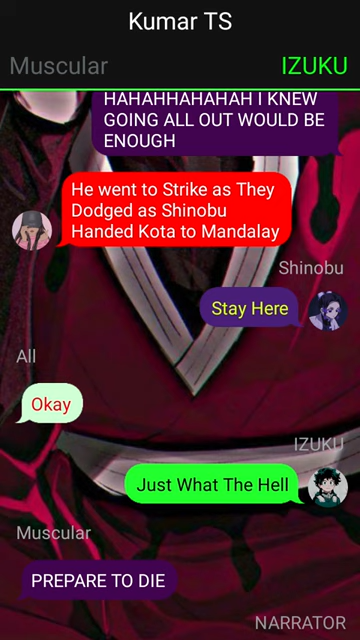 Kumar TS
Muscular IZUKU
HAHAHHAHAHAH I KNEW
GOING ALL OUT WOULD BE
ENOUGH
He went to Strike as They
Dodged as Shinobu
Handed Kota to Mandalay
Shinobu
Stay Here
All
Okay
IZUKU
Just What The Hell
Muscular
PREPARE TO DIE
NARRATOR